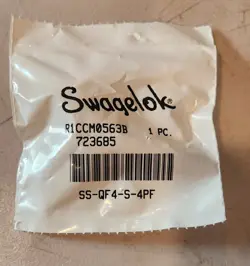 Swagelok
R1CCM0563B 1 PC.
723685
SS-QF4-S-4PF